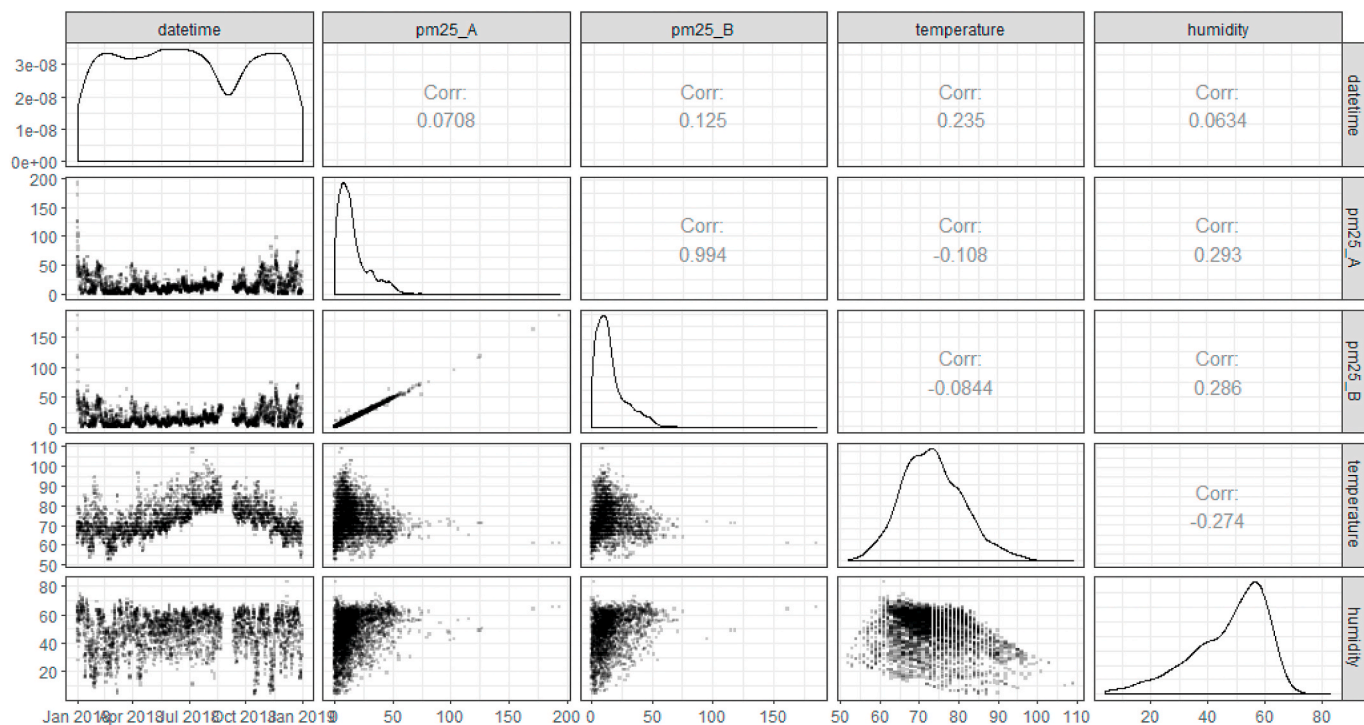 datetime pm25_A pm25_B temperature humidity
3e-08
2e-08
1e-08
0e+00
Corr:
0.0708
Corr:
0.125
Corr:
0.235
Corr:
0.0634
datetime
200
150
100
50
0
Corr:
0.994
Corr:
-0.108
Corr:
0.293
pm25_A
150
100
50
0
Corr:
-0.0844
Corr:
0.286
pm25_B
110
100
90
80
70
60
50
Corr:
-0.274
temperature
80
60
40
20
humidity
Jan 2018 Apr 2018 Jul 2018 Oct 2018 Jan 2019 0 50 100 150 200 0 50 100 150 50 60 70 80 90 100 110 20 40 60 80